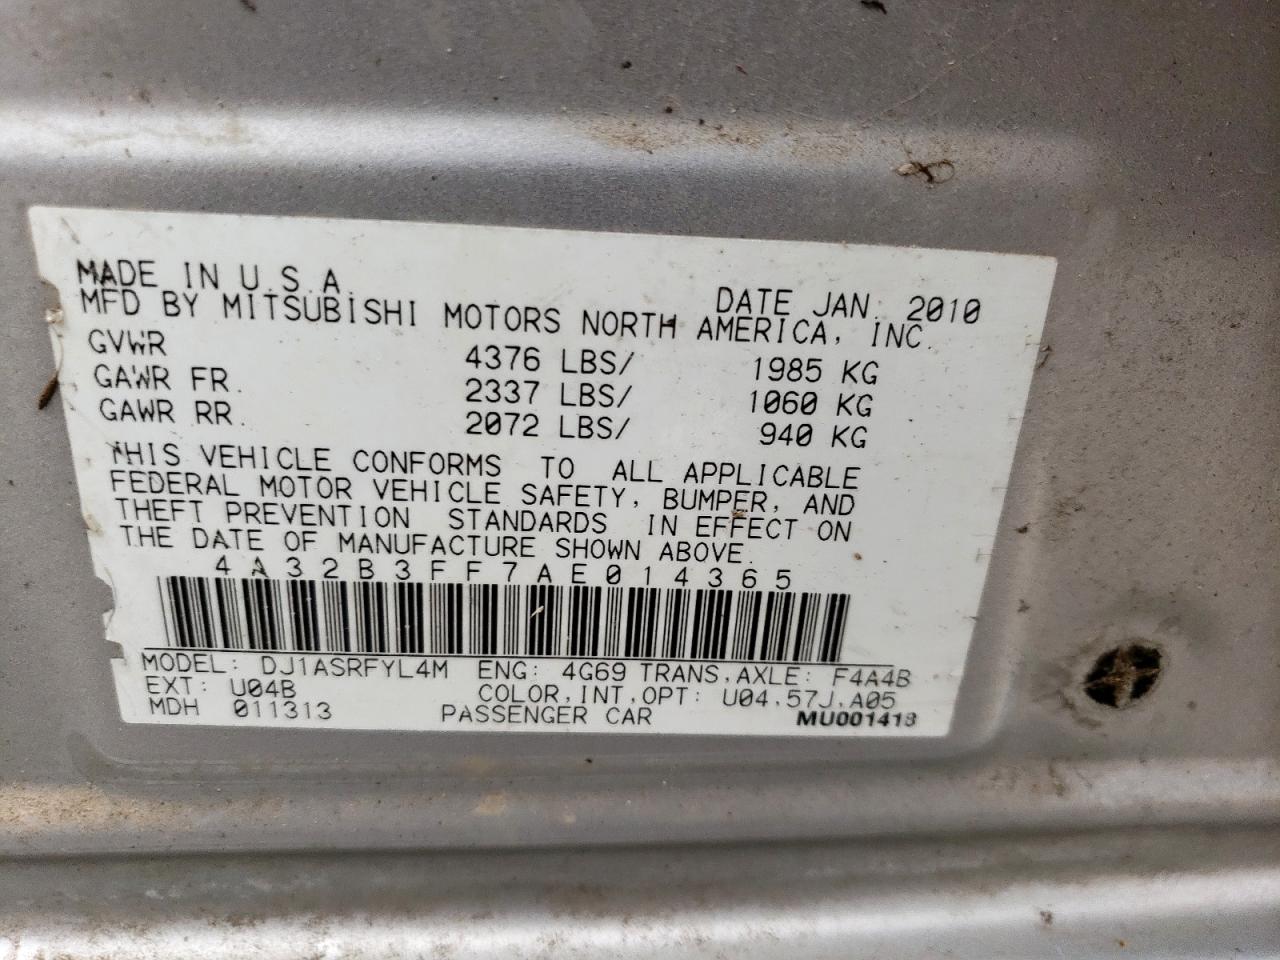 MADE IN U.S.A. DATE JAN. 2010
MFD BY MITSUBISHI MOTORS NORTH AMERICA, INC.
GVWR 4376 LBS/ 1985 KG
GAWR FR. 2337 LBS/ 1060 KG
GAWR RR. 2072 LBS/ 940 KG
THIS VEHICLE CONFORMS TO ALL APPLICABLE
FEDERAL MOTOR VEHICLE SAFETY, BUMPER, AND
THEFT PREVENTION STANDARDS IN EFFECT ON
THE DATE OF MANUFACTURE SHOWN ABOVE.
4A32B3FF7AE014365
MODEL: DJ1ASRFYL4M ENG: 4G69 TRANS,AXLE: F4A4B
EXT: U04B COLOR,INT,OPT: U04,57J,A05
MDH 011313 PASSENGER CAR MU001413